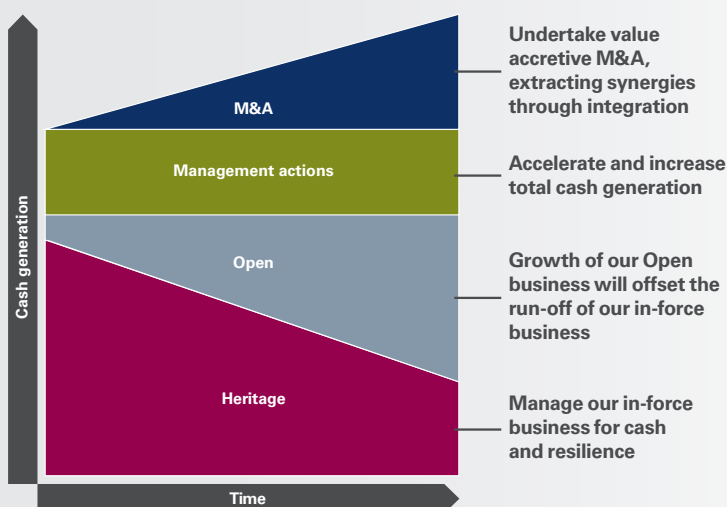 Cash generation
M&A
Management actions
Open
Heritage
Time
Undertake value
accretive M&A,
extracting synergies
through integration
Accelerate and increase
total cash generation
Growth of our Open
business will offset the
run-off of our in-force
business
Manage our in-force
business for cash
and resilience